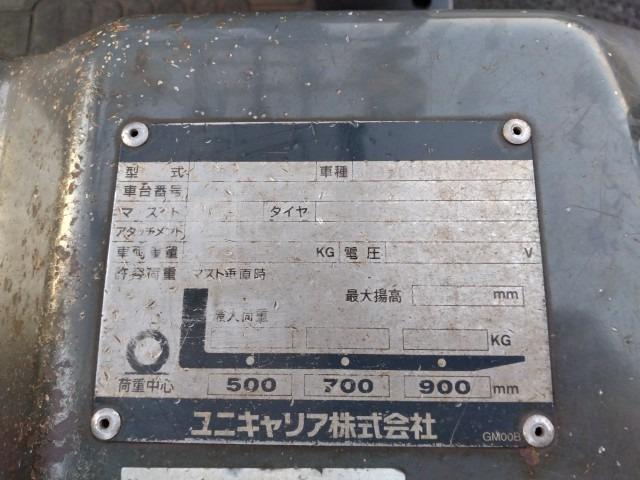 型式 車種
車台番号
マスト タイヤ
アタッチメント
車両重量 KG 電圧 V
許容荷重 マスト垂直時
最大揚高 mm
最大荷重
KG
荷重中心 500 700 900 mm
ユニキャリア株式会社 GM00B